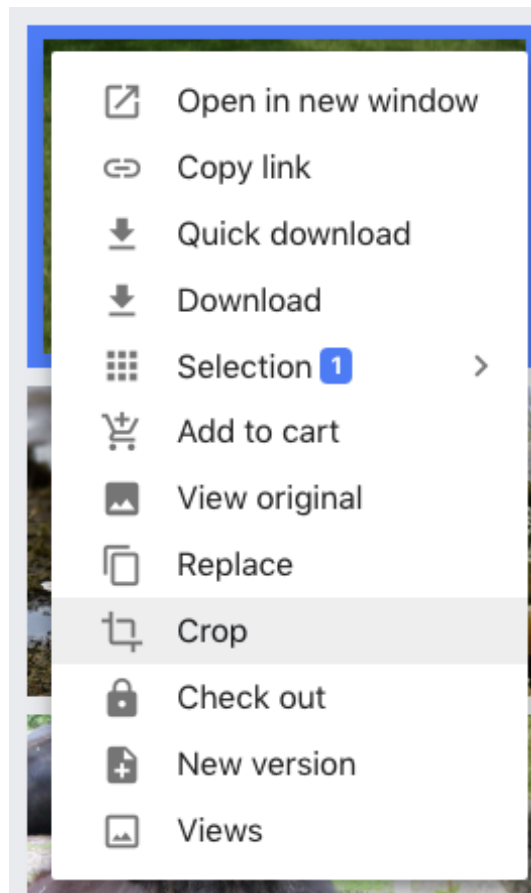 Open in new window
Copy link
Quick download
Download
Selection 1
Add to cart
View original
Replace
Crop
Check out
New version
Views